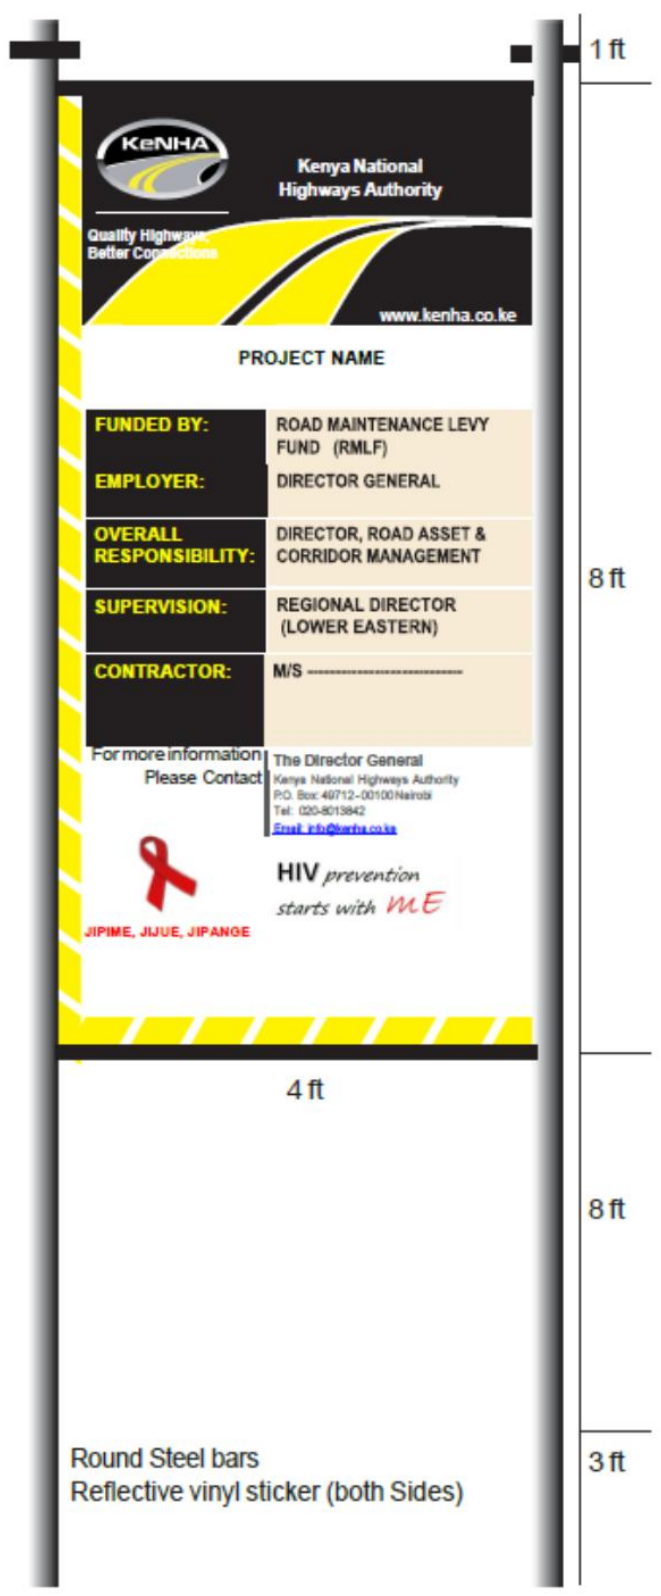 1 ft
KeNHA
Kenya National
Highways Authority
Quality Highways,
Better Connections
www.kenha.co.ke
PROJECT NAME
FUNDED BY:
ROAD MAINTENANCE LEVY
FUND (RMLF)
EMPLOYER:
DIRECTOR GENERAL
OVERALL
RESPONSIBILITY:
DIRECTOR, ROAD ASSET &
CORRIDOR MANAGEMENT
8 ft
SUPERVISION:
REGIONAL DIRECTOR
(LOWER EASTERN)
CONTRACTOR:
M/S ----------------------------
For more information
Please Contact
The Director General
Kenya National Highways Authority
P.O. Box: 49712-00100 Nairobi
Tel: 020-8013842
Email: info@kenha.co.ke
HIV prevention
starts with ME
JIPIME, JIJUE, JIPANGE
4 ft
8 ft
Round Steel bars
Reflective vinyl sticker (both Sides)
3 ft